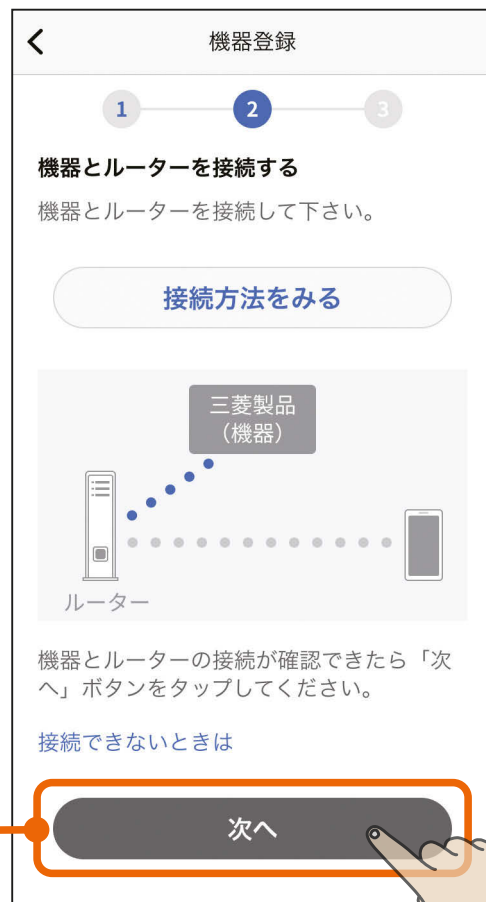 機器登録
1 2 3
機器とルーターを接続する
機器とルーターを接続して下さい。
接続方法をみる
三菱製品
（機器）
ルーター
機器とルーターの接続が確認できたら「次
へ」ボタンをタップしてください。
接続できないときは
次へ